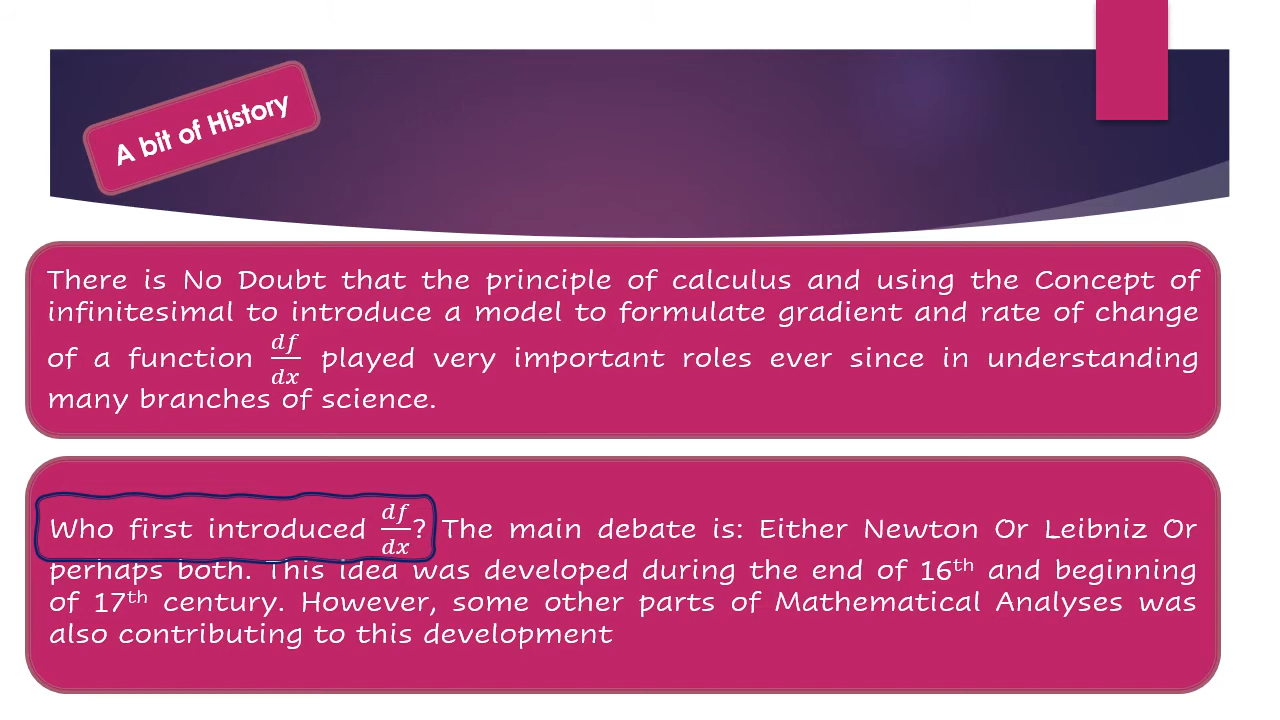 A bit of History
There is No Doubt that the principle of calculus and using the Concept of
infinitesimal to introduce a model to formulate gradient and rate of change
of a function df/dx played very important roles ever since in understanding
many branches of science.
Who first introduced df/dx? The main debate is: Either Newton Or Leibniz Or
perhaps both. This idea was developed during the end of 16th and beginning
of 17th century. However, some other parts of Mathematical Analyses was
also contributing to this development